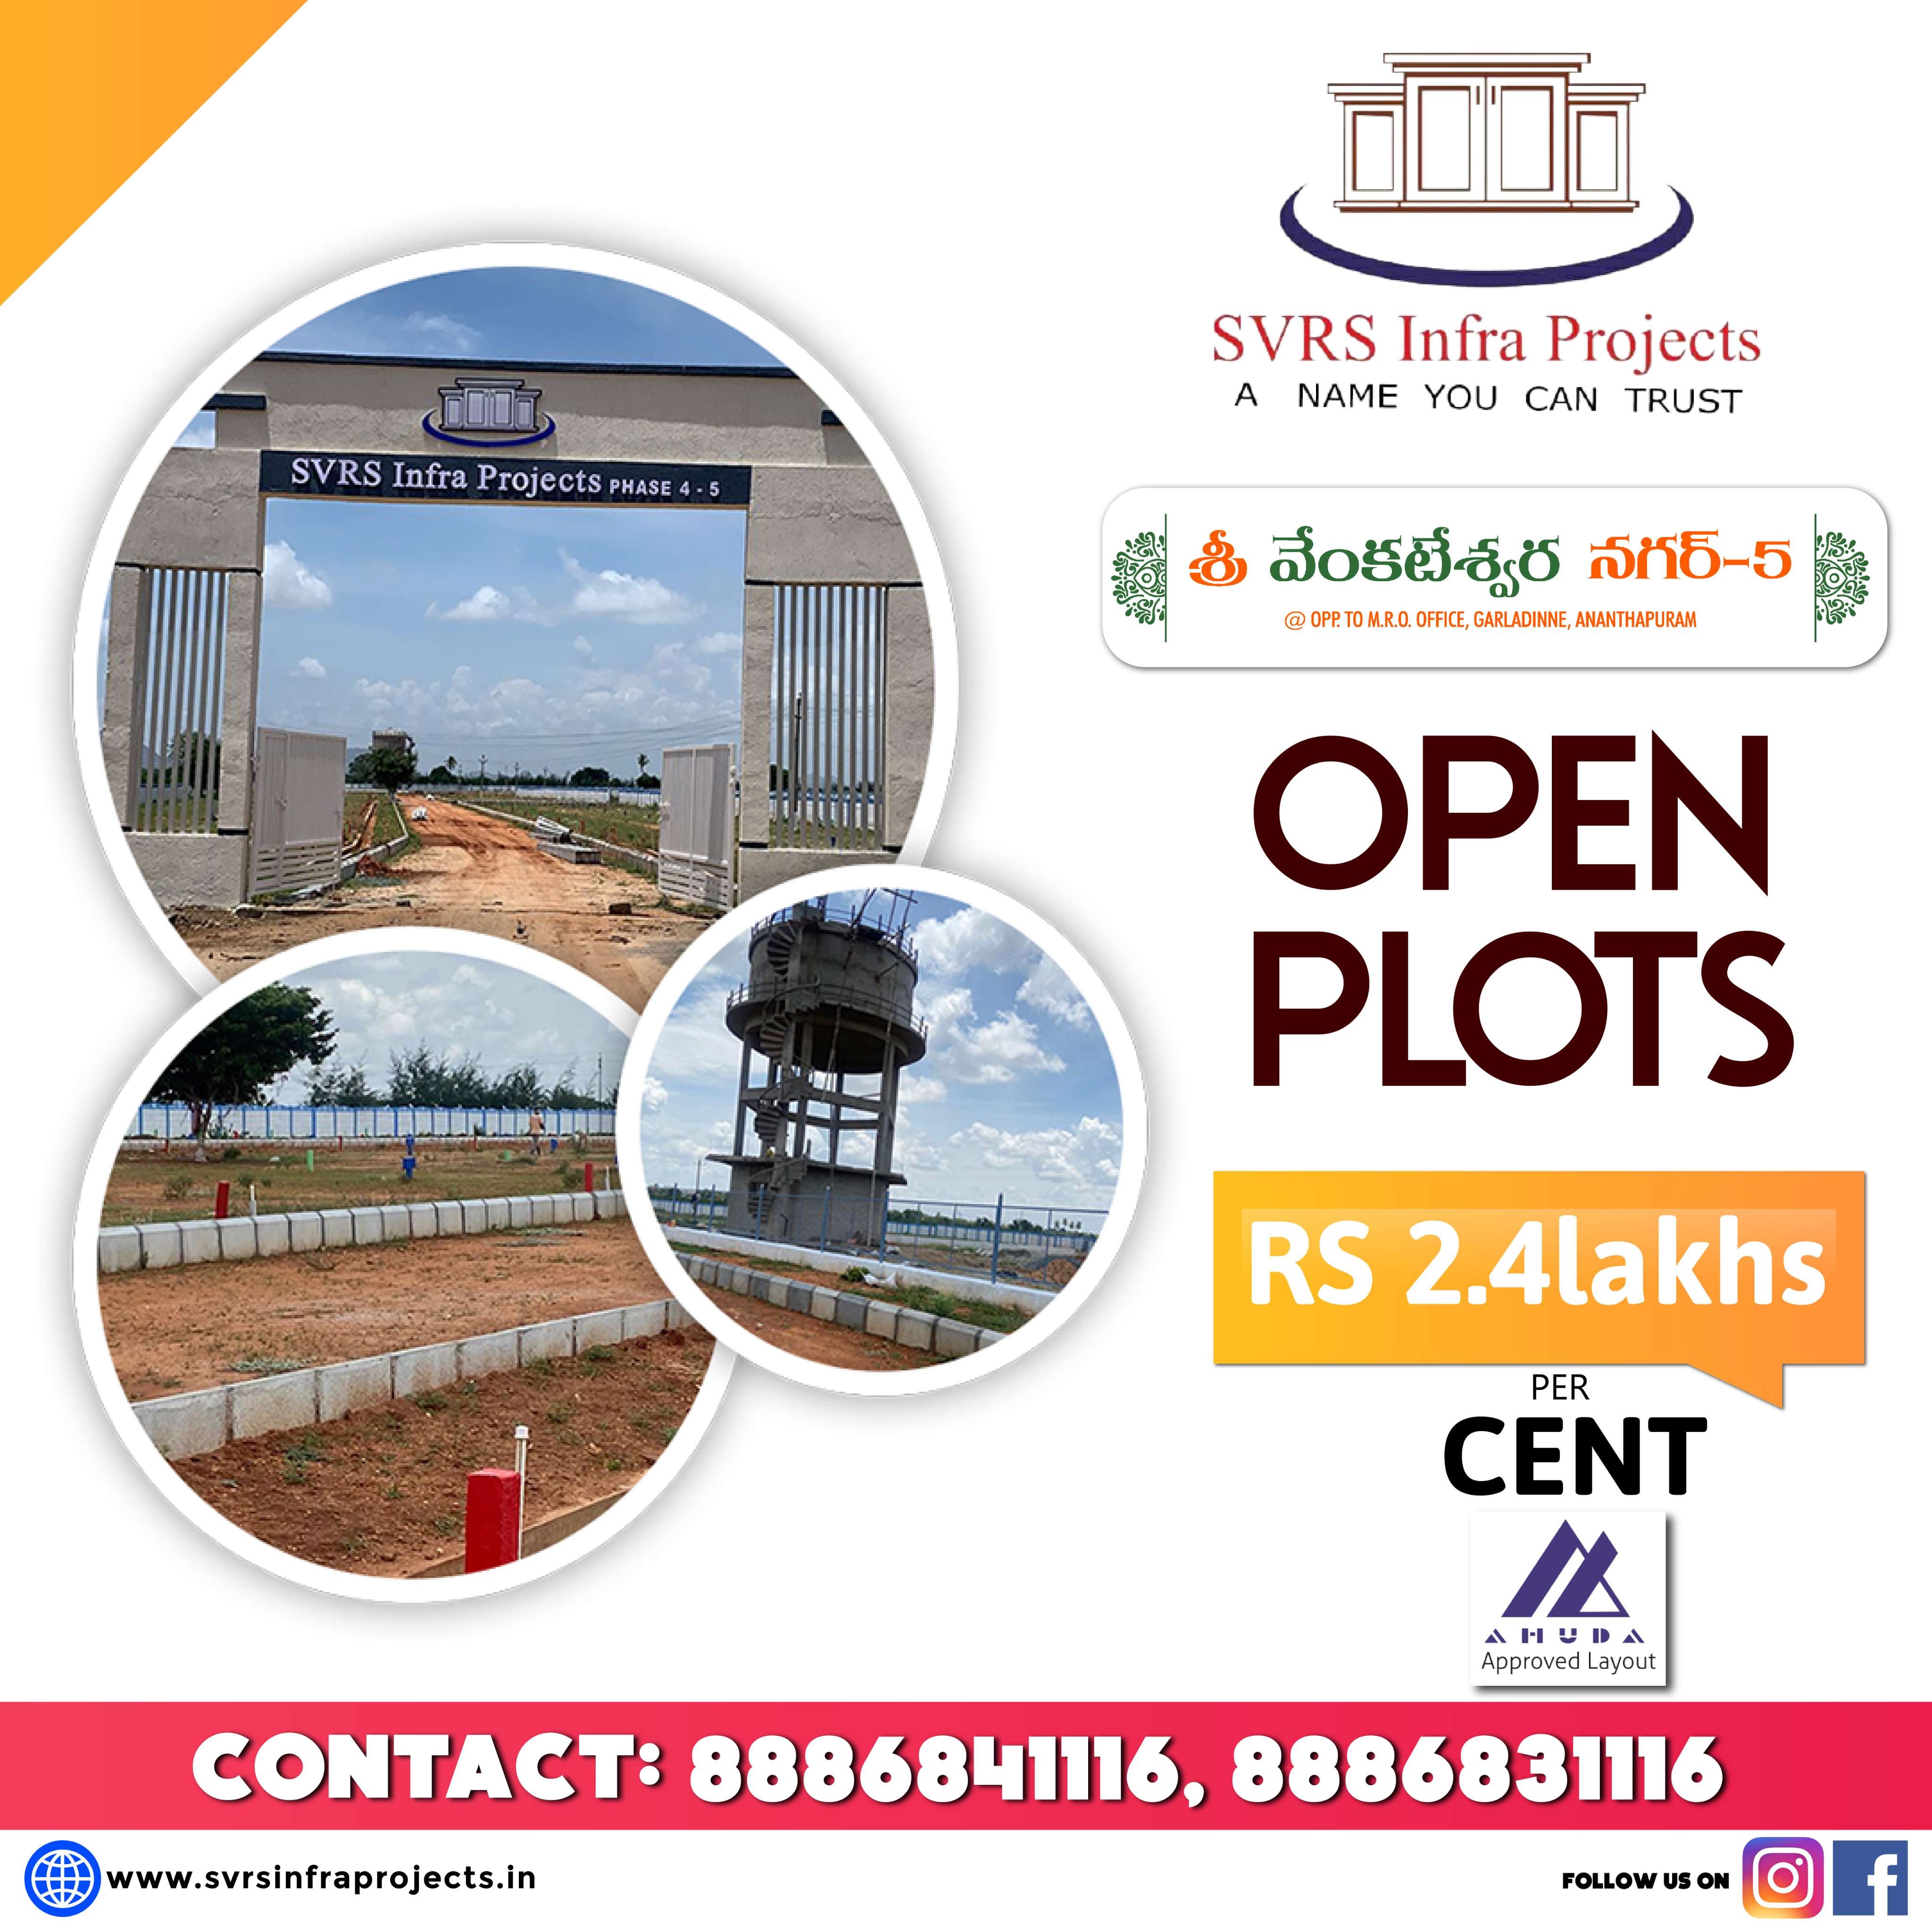 SVRS Infra Projects
A NAME YOU CAN TRUST
SVRS Infra Projects PHASE 4 - 5
శ్రీ వేంకటేశ్వర నగర్-5
@ OPP. TO M.R.O. OFFICE, GARLADINNE, ANANTHAPURAM
OPEN
PLOTS
RS 2.4lakhs
PER
CENT
AHUDA
Approved Layout
CONTACT: 8886841116, 8886831116
www.svrsinfraprojects.in
FOLLOW US ON